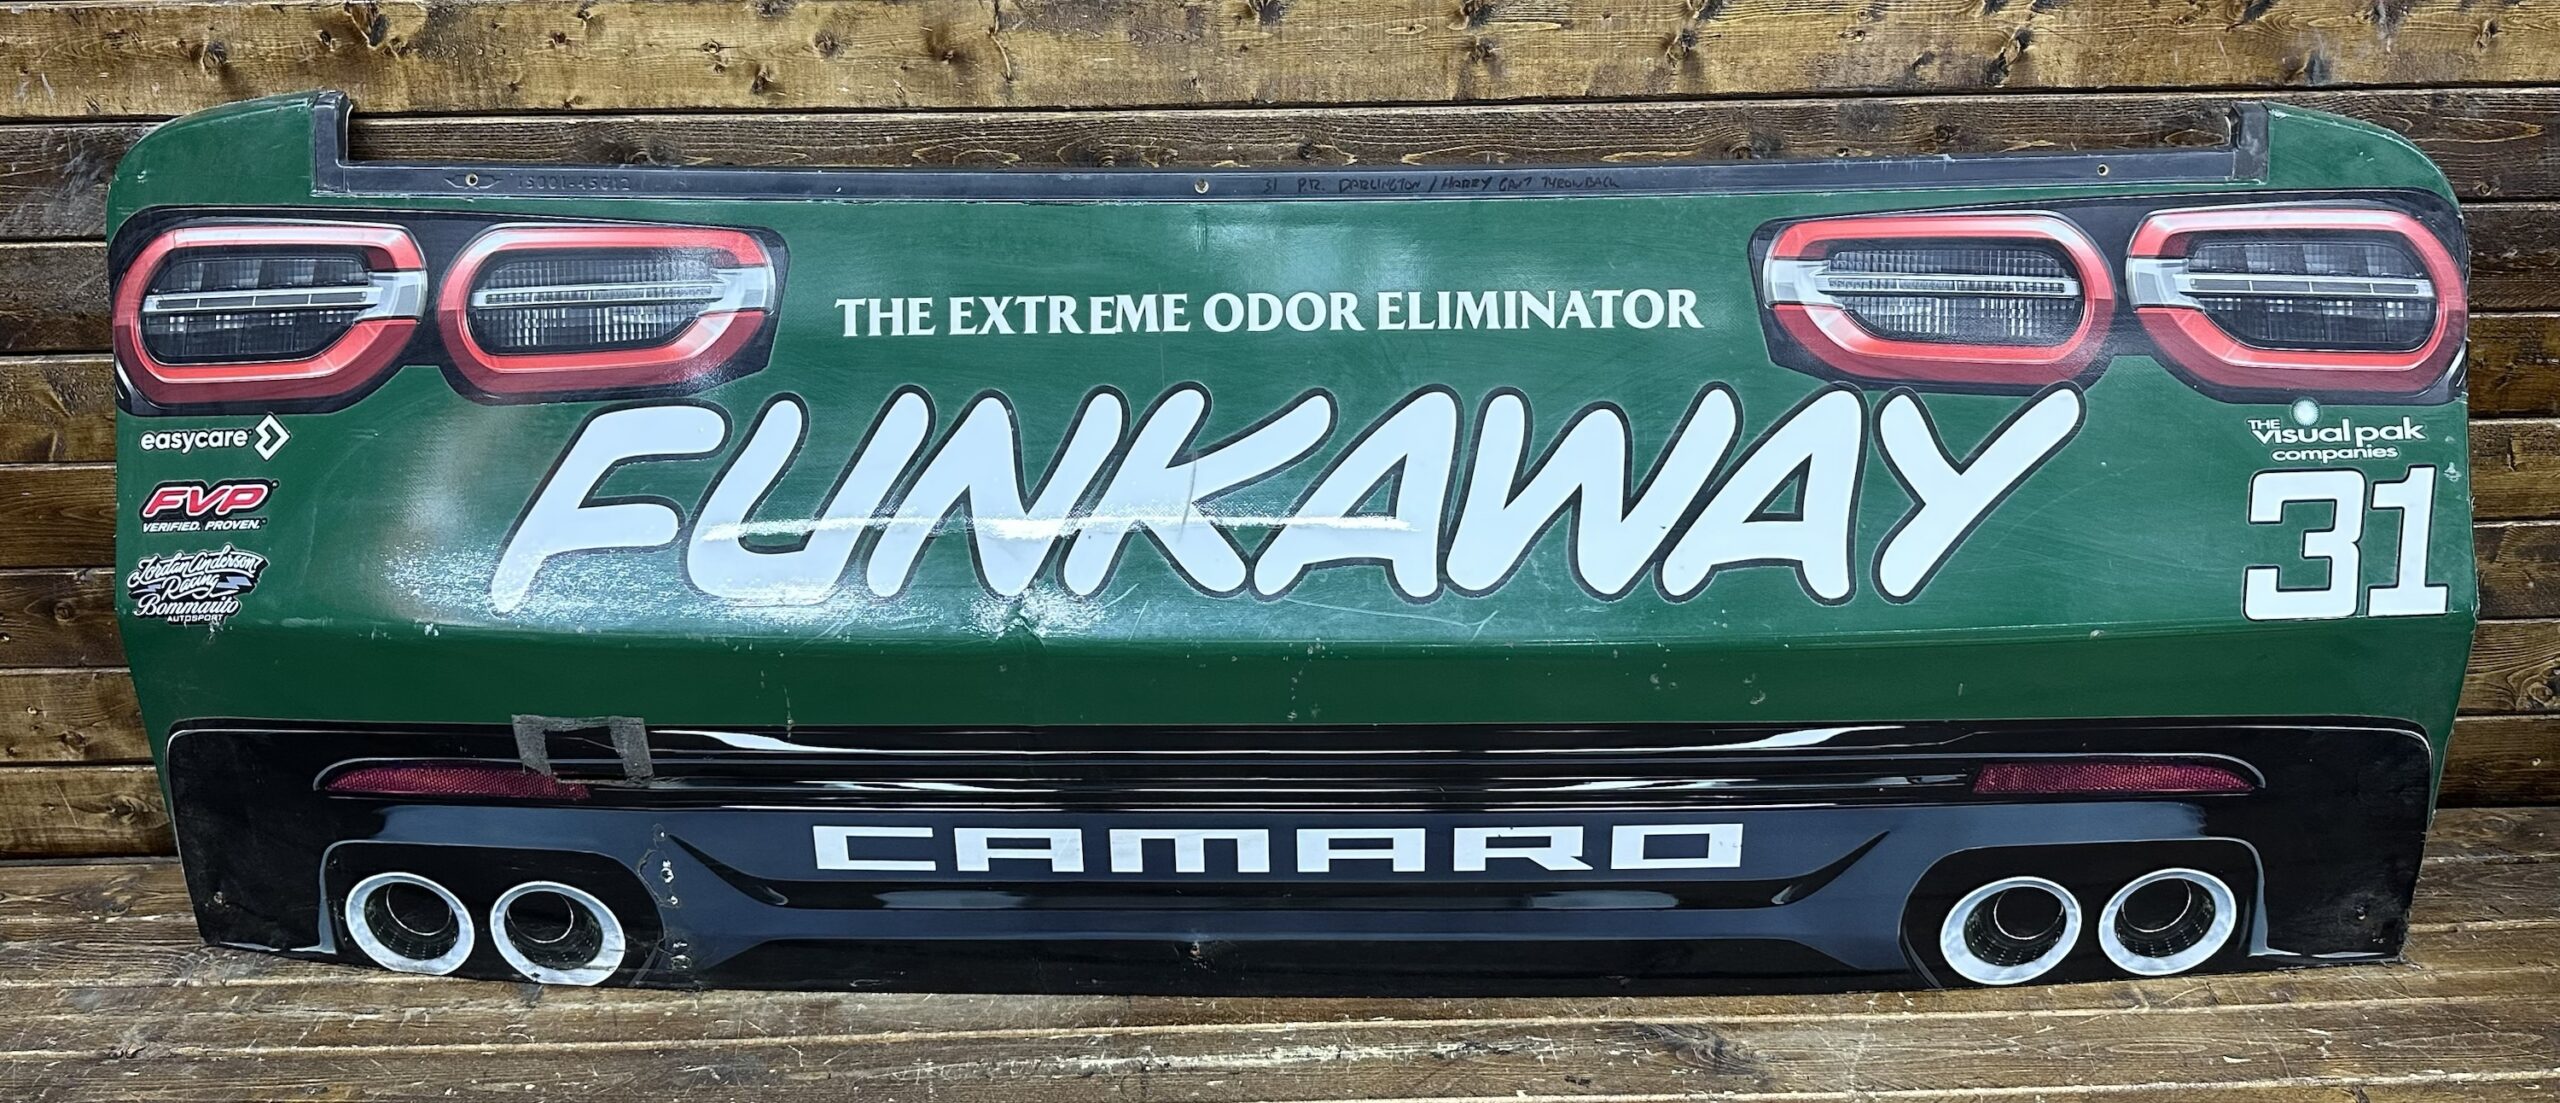 15001-45012
31 P.R. DARLINGTON / HARRY GANT THROWBACK
THE EXTREME ODOR ELIMINATOR
FUNKAWAY
easycare
FVP
VERIFIED. PROVEN.
Jordan Anderson
Racing
Bommarito
AUTOSPORT
THE
visual pak
companies
31
CAMARO